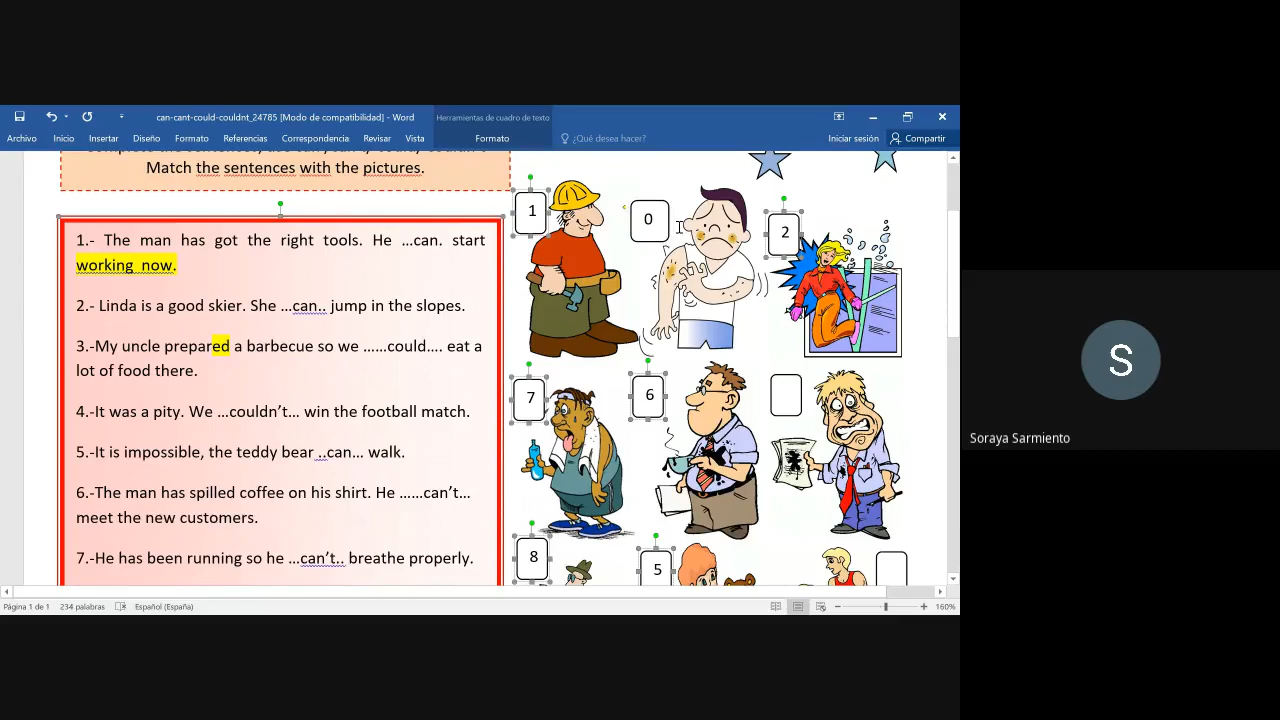 can-cant-could-couldnt_24785 [Modo de compatibilidad] - Word
Herramientas de cuadro de texto
Archivo Inicio Insertar Diseño Formato Referencias Correspondencia Revisar Vista Formato ¿Qué desea hacer? Iniciar sesión Compartir
Match the sentences with the pictures.
1.- The man has got the right tools. He ...can. start
working now.
2.- Linda is a good skier. She ...can.. jump in the slopes.
3.-My uncle prepared a barbecue so we ......could.... eat a
lot of food there.
4.-It was a pity. We ...couldn't... win the football match.
5.-It is impossible, the teddy bear ..can... walk.
6.-The man has spilled coffee on his shirt. He ......can't...
meet the new customers.
7.-He has been running so he ...can't.. breathe properly.
1
0
2
7
6
8
5
Página 1 de 1 234 palabras Español (España) 160%
S
Soraya Sarmiento